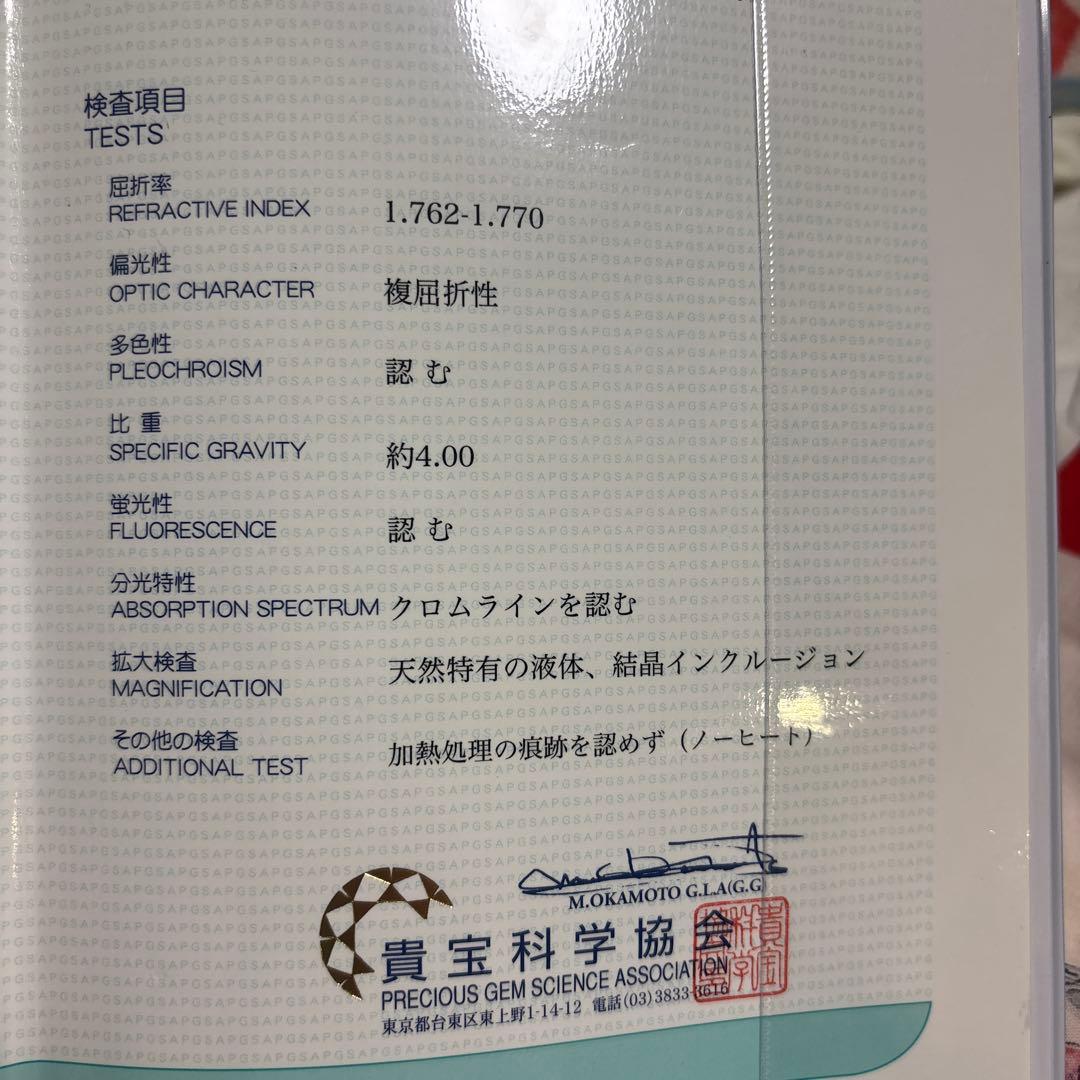 検査項目
TESTS
屈折率
REFRACTIVE INDEX 1.762-1.770
偏光性
OPTIC CHARACTER 複屈折性
多色性
PLEOCHROISM 認 む
比 重
SPECIFIC GRAVITY 約4.00
蛍光性
FLUORESCENCE 認 む
分光特性
ABSORPTION SPECTRUM クロムラインを認む
拡大検査
MAGNIFICATION 天然特有の液体、結晶インクルージョン
その他の検査
ADDITIONAL TEST 加熱処理の痕跡を認めず(ノーヒート)
M.OKAMOTO G.I.A(G.G)
貴宝科学協会
PRECIOUS GEM SCIENCE ASSOCIATION
東京都台東区東上野1-14-12 電話(03)3833-3616